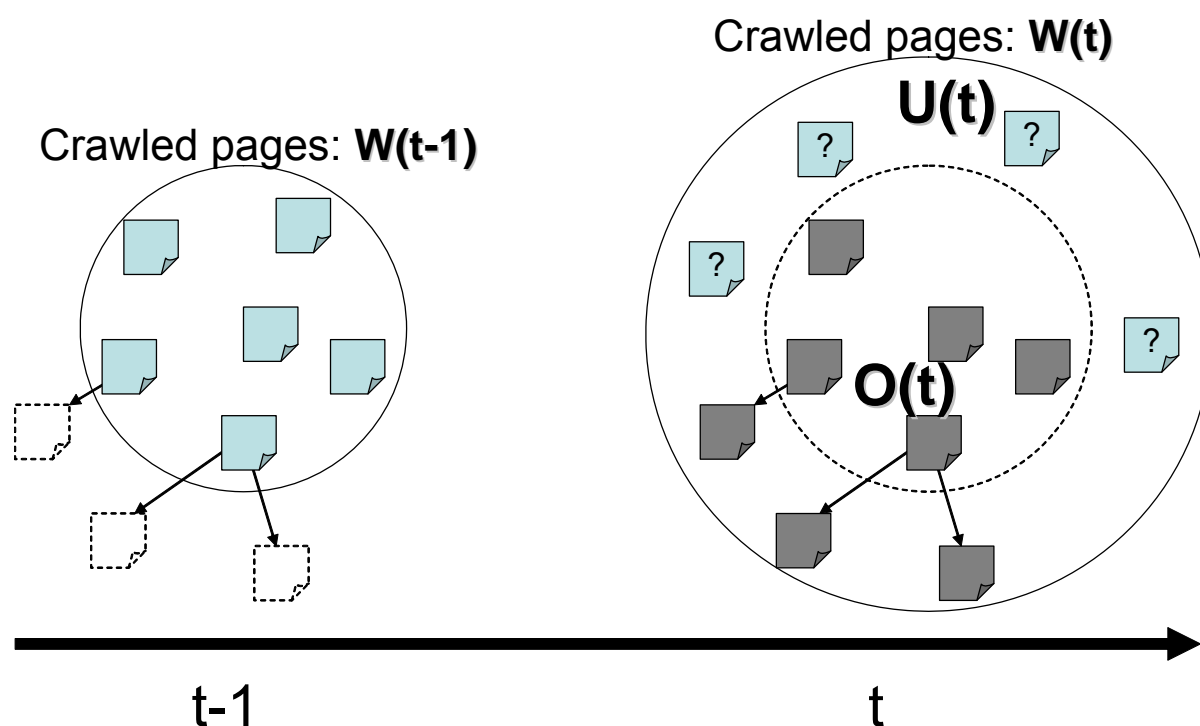 Crawled pages: W(t-1)
Crawled pages: W(t)
U(t)
?
?
?
?
O(t)
t-1
t